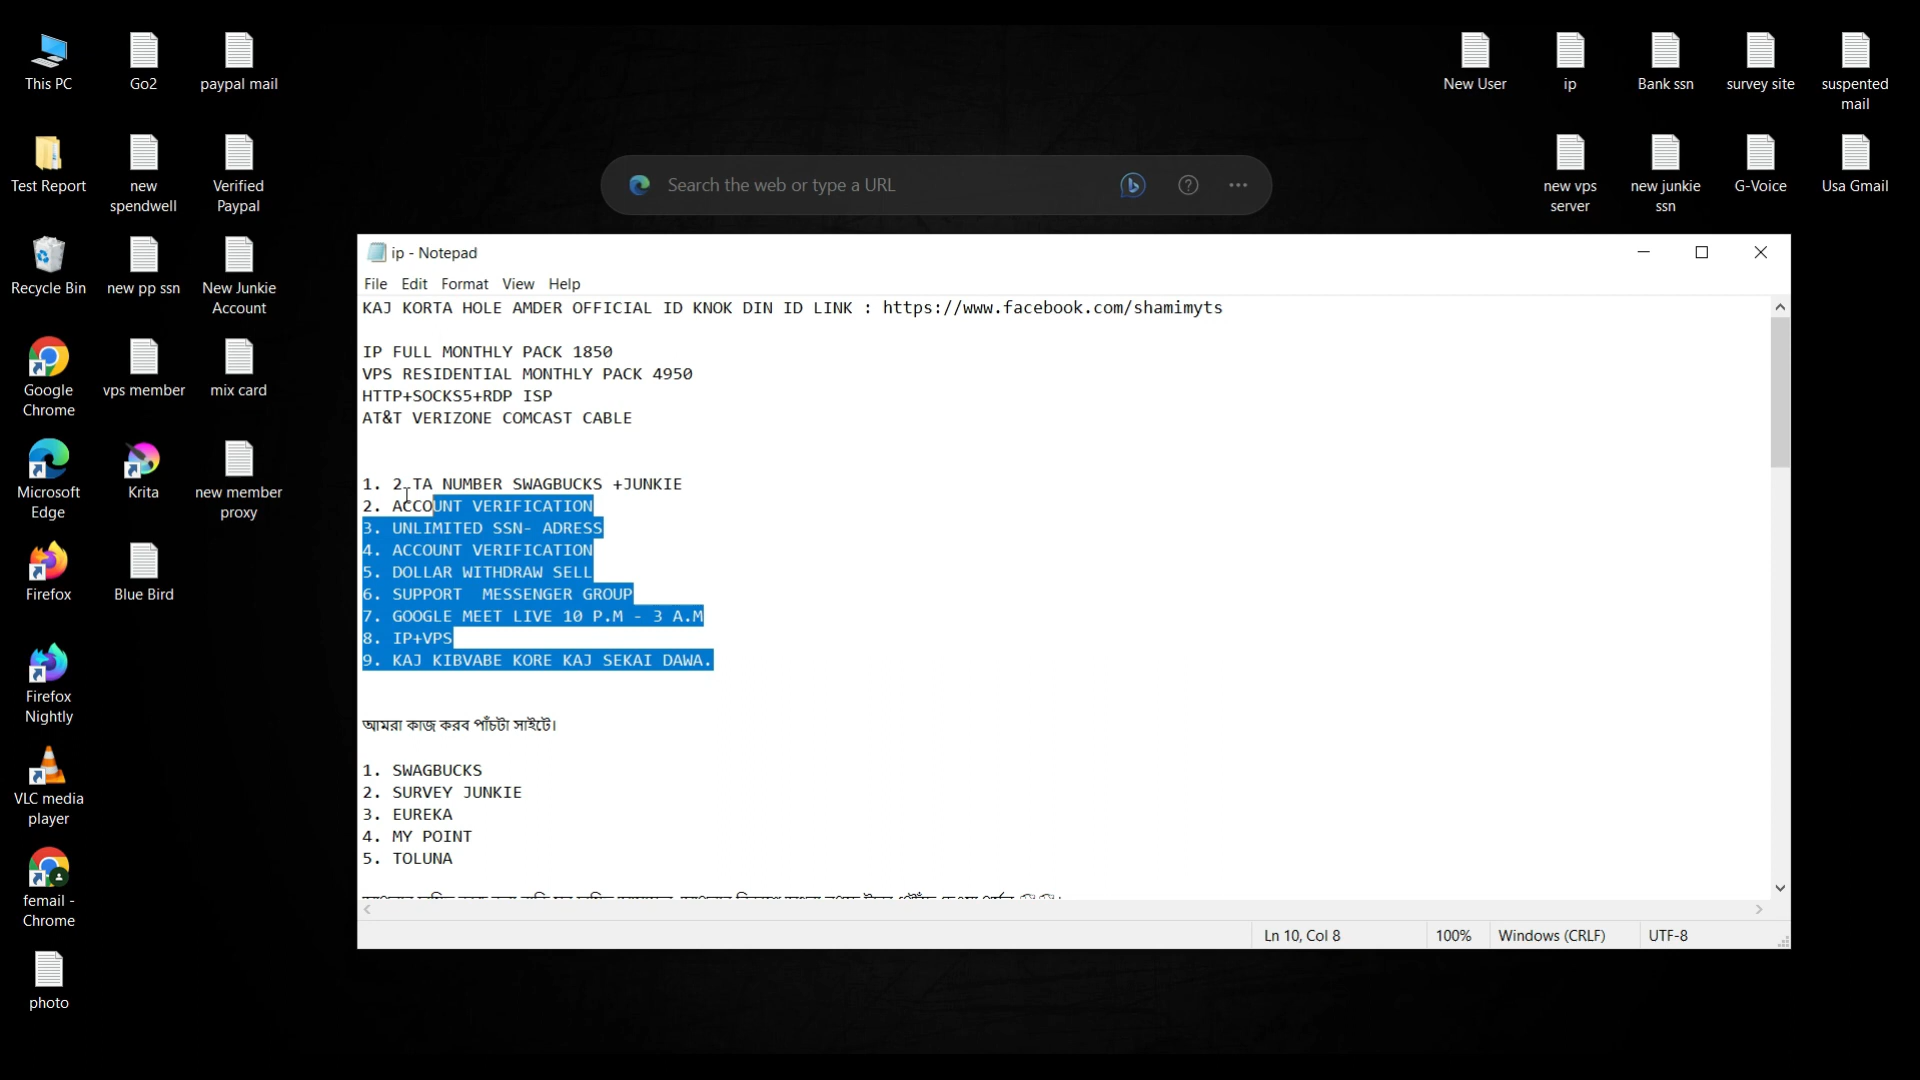 This PC
Go2
paypal mail
New User
ip
Bank ssn
survey site
suspented
mail
Test Report
new
spendwell
Verified
Paypal
Search the web or type a URL
new vps
server
new junkie
ssn
G-Voice
Usa Gmail
Recycle Bin
new pp ssn
New Junkie
Account
Google
Chrome
vps member
mix card
Microsoft
Edge
Krita
new member
proxy
Firefox
Blue Bird
Firefox
Nightly
VLC media
player
femail -
Chrome
photo
ip - Notepad
File Edit Format View Help
KAJ KORTA HOLE AMDER OFFICIAL ID KNOK DIN ID LINK : https://www.facebook.com/shamimyts
IP FULL MONTHLY PACK 1850
VPS RESIDENTIAL MONTHLY PACK 4950
HTTP+SOCKS5+RDP ISP
AT&T VERIZONE COMCAST CABLE
1. 2 TA NUMBER SWAGBUCKS +JUNKIE
2. ACCOUNT VERIFICATION
3. UNLIMITED SSN- ADRESS
4. ACCOUNT VERIFICATION
5. DOLLAR WITHDRAW SELL
6. SUPPORT  MESSENGER GROUP
7. GOOGLE MEET LIVE 10 P.M - 3 A.M
8. IP+VPS
9. KAJ KIBVABE KORE KAJ SEKAI DAWA.
আমরা কাজ করব পাঁচটা সাইটে।
1. SWAGBUCKS
2. SURVEY JUNKIE
3. EUREKA
4. MY POINT
5. TOLUNA
Ln 10, Col 8
100%
Windows (CRLF)
UTF-8